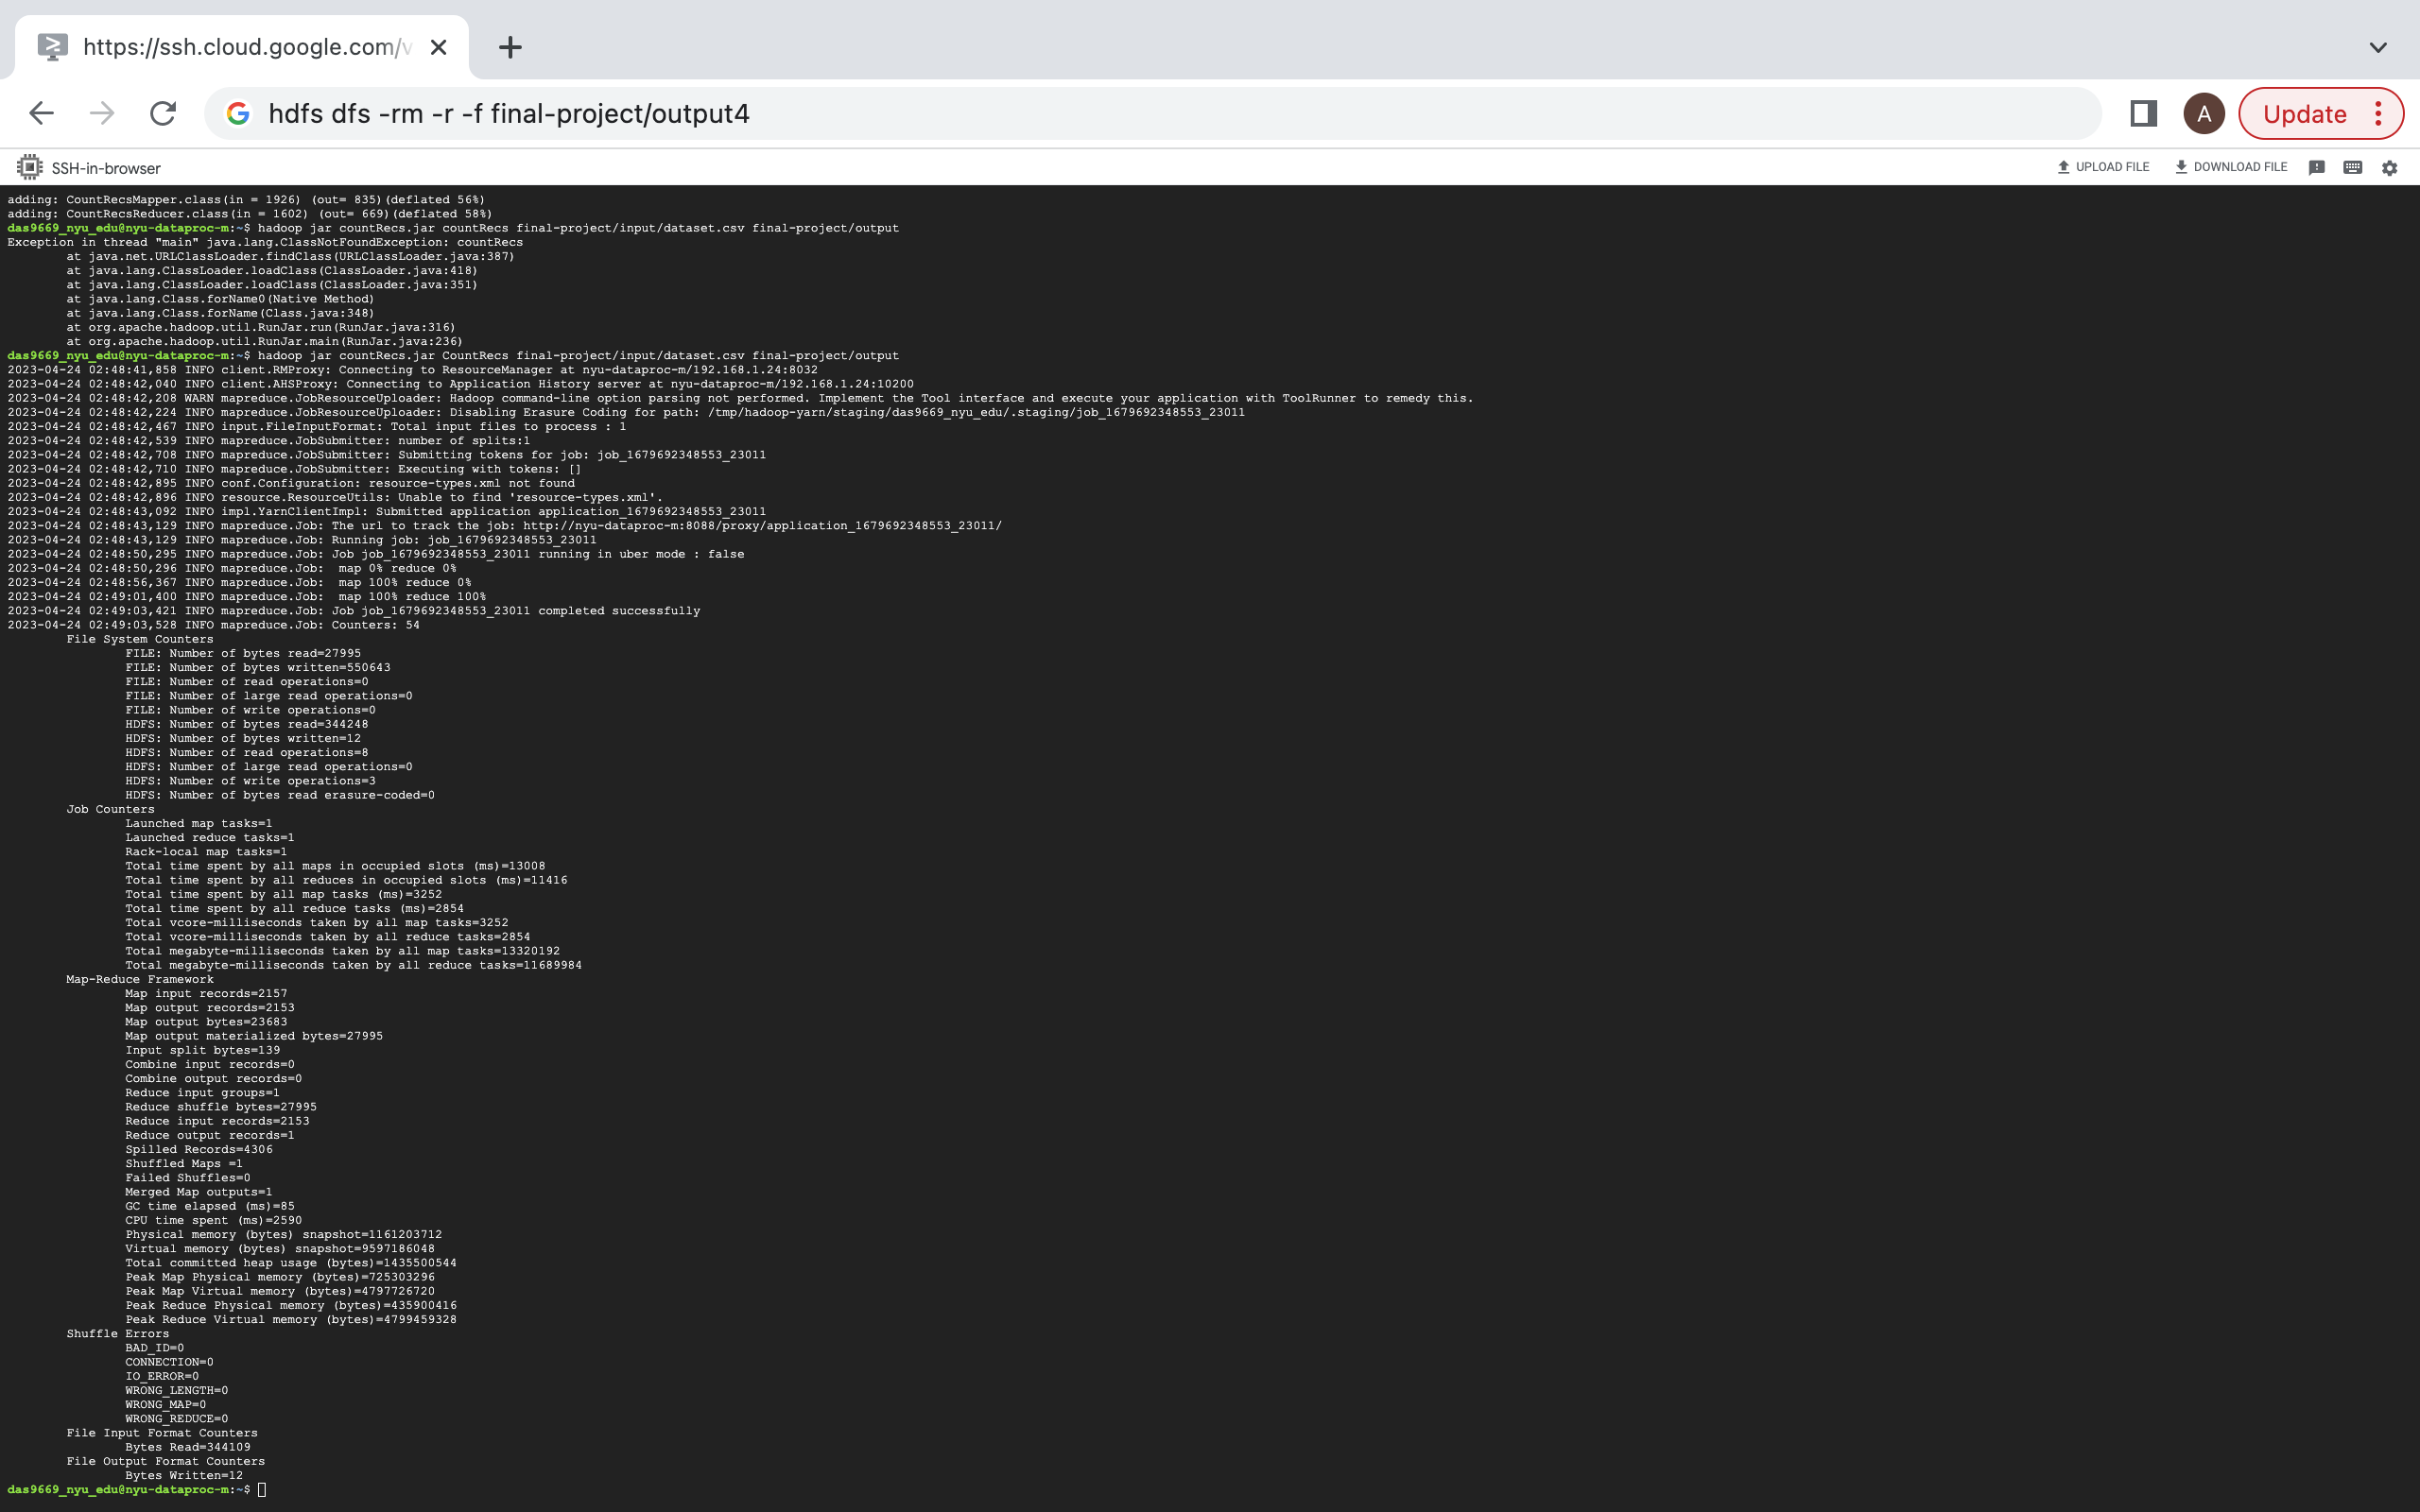 https://ssh.cloud.google.com/v
hdfs dfs -rm -r -f final-project/output4
A
Update
SSH-in-browser
UPLOAD FILE
DOWNLOAD FILE
adding: CountRecsMapper.class(in = 1926) (out= 835)(deflated 56%)
adding: CountRecsReducer.class(in = 1602) (out= 669)(deflated 58%)
das9669_nyu_edu@nyu-dataproc-m:~$ hadoop jar countRecs.jar countRecs final-project/input/dataset.csv final-project/output
Exception in thread "main" java.lang.ClassNotFoundException: countRecs
at java.net.URLClassLoader.findClass(URLClassLoader.java:387)
at java.lang.ClassLoader.loadClass(ClassLoader.java:418)
at java.lang.ClassLoader.loadClass(ClassLoader.java:351)
at java.lang.Class.forName0(Native Method)
at java.lang.Class.forName(Class.java:348)
at org.apache.hadoop.util.RunJar.run(RunJar.java:316)
at org.apache.hadoop.util.RunJar.main(RunJar.java:236)
das9669_nyu_edu@nyu-dataproc-m:~$ hadoop jar countRecs.jar CountRecs final-project/input/dataset.csv final-project/output
2023-04-24 02:48:41,858 INFO client.RMProxy: Connecting to ResourceManager at nyu-dataproc-m/192.168.1.24:8032
2023-04-24 02:48:42,040 INFO client.AHSProxy: Connecting to Application History server at nyu-dataproc-m/192.168.1.24:10200
2023-04-24 02:48:42,208 WARN mapreduce.JobResourceUploader: Hadoop command-line option parsing not performed. Implement the Tool interface and execute your application with ToolRunner to remedy this.
2023-04-24 02:48:42,224 INFO mapreduce.JobResourceUploader: Disabling Erasure Coding for path: /tmp/hadoop-yarn/staging/das9669_nyu_edu/.staging/job_1679692348553_23011
2023-04-24 02:48:42,467 INFO input.FileInputFormat: Total input files to process : 1
2023-04-24 02:48:42,539 INFO mapreduce.JobSubmitter: number of splits:1
2023-04-24 02:48:42,708 INFO mapreduce.JobSubmitter: Submitting tokens for job: job_1679692348553_23011
2023-04-24 02:48:42,710 INFO mapreduce.JobSubmitter: Executing with tokens: []
2023-04-24 02:48:42,895 INFO conf.Configuration: resource-types.xml not found
2023-04-24 02:48:42,896 INFO resource.ResourceUtils: Unable to find 'resource-types.xml'.
2023-04-24 02:48:43,092 INFO impl.YarnClientImpl: Submitted application application_1679692348553_23011
2023-04-24 02:48:43,129 INFO mapreduce.Job: The url to track the job: http://nyu-dataproc-m:8088/proxy/application_1679692348553_23011/
2023-04-24 02:48:43,129 INFO mapreduce.Job: Running job: job_1679692348553_23011
2023-04-24 02:48:50,295 INFO mapreduce.Job: Job job_1679692348553_23011 running in uber mode : false
2023-04-24 02:48:50,296 INFO mapreduce.Job:  map 0% reduce 0%
2023-04-24 02:48:56,367 INFO mapreduce.Job:  map 100% reduce 0%
2023-04-24 02:49:01,400 INFO mapreduce.Job:  map 100% reduce 100%
2023-04-24 02:49:03,421 INFO mapreduce.Job: Job job_1679692348553_23011 completed successfully
2023-04-24 02:49:03,528 INFO mapreduce.Job: Counters: 54
File System Counters
FILE: Number of bytes read=27995
FILE: Number of bytes written=550643
FILE: Number of read operations=0
FILE: Number of large read operations=0
FILE: Number of write operations=0
HDFS: Number of bytes read=344248
HDFS: Number of bytes written=12
HDFS: Number of read operations=8
HDFS: Number of large read operations=0
HDFS: Number of write operations=3
HDFS: Number of bytes read erasure-coded=0
Job Counters
Launched map tasks=1
Launched reduce tasks=1
Rack-local map tasks=1
Total time spent by all maps in occupied slots (ms)=13008
Total time spent by all reduces in occupied slots (ms)=11416
Total time spent by all map tasks (ms)=3252
Total time spent by all reduce tasks (ms)=2854
Total vcore-milliseconds taken by all map tasks=3252
Total vcore-milliseconds taken by all reduce tasks=2854
Total megabyte-milliseconds taken by all map tasks=13320192
Total megabyte-milliseconds taken by all reduce tasks=11689984
Map-Reduce Framework
Map input records=2157
Map output records=2153
Map output bytes=23683
Map output materialized bytes=27995
Input split bytes=139
Combine input records=0
Combine output records=0
Reduce input groups=1
Reduce shuffle bytes=27995
Reduce input records=2153
Reduce output records=1
Spilled Records=4306
Shuffled Maps =1
Failed Shuffles=0
Merged Map outputs=1
GC time elapsed (ms)=85
CPU time spent (ms)=2590
Physical memory (bytes) snapshot=1161203712
Virtual memory (bytes) snapshot=9597186048
Total committed heap usage (bytes)=1435500544
Peak Map Physical memory (bytes)=725303296
Peak Map Virtual memory (bytes)=4797726720
Peak Reduce Physical memory (bytes)=435900416
Peak Reduce Virtual memory (bytes)=4799459328
Shuffle Errors
BAD_ID=0
CONNECTION=0
IO_ERROR=0
WRONG_LENGTH=0
WRONG_MAP=0
WRONG_REDUCE=0
File Input Format Counters
Bytes Read=344109
File Output Format Counters
Bytes Written=12
das9669_nyu_edu@nyu-dataproc-m:~$